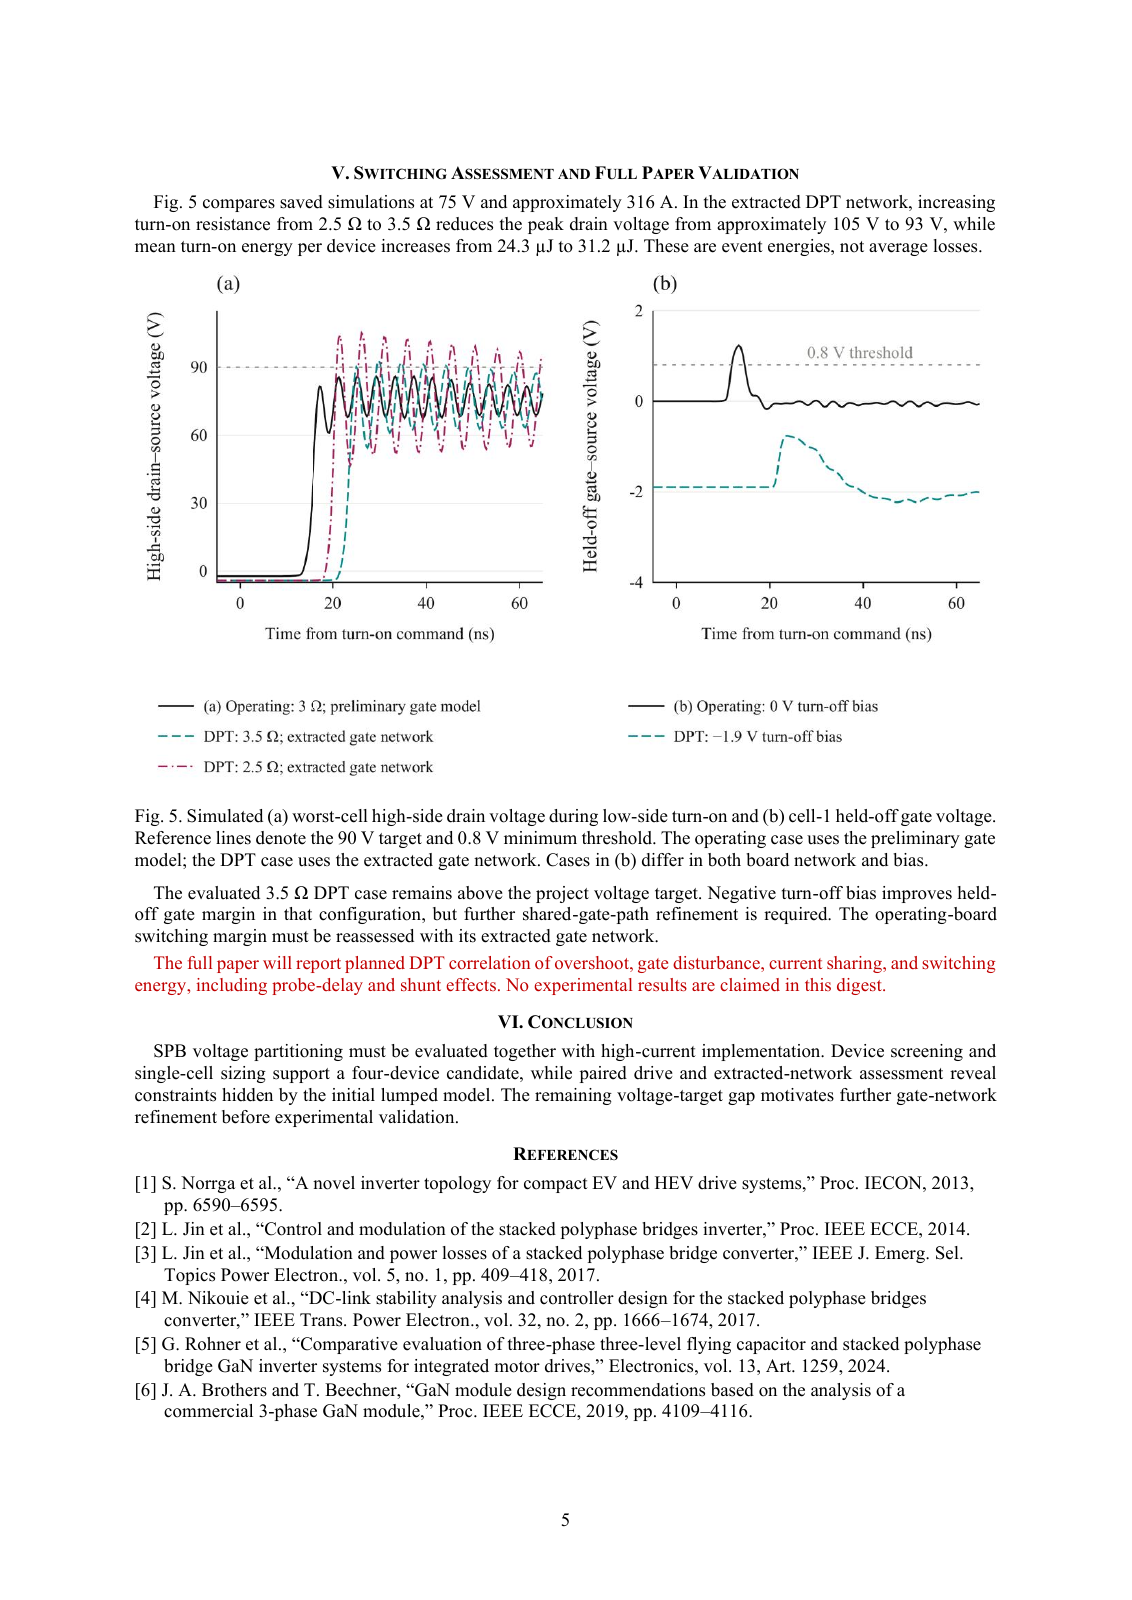 V. SWITCHING ASSESSMENT AND FULL PAPER VALIDATION
Fig. 5 compares saved simulations at 75 V and approximately 316 A. In the extracted DPT network, increasing
turn-on resistance from 2.5 Ω to 3.5 Ω reduces the peak drain voltage from approximately 105 V to 93 V, while
mean turn-on energy per device increases from 24.3 µJ to 31.2 µJ. These are event energies, not average losses.
(a)
High-side drain–source voltage (V)
90
60
30
0
0 20 40 60
Time from turn-on command (ns)
(b)
Held-off gate–source voltage (V)
2
0.8 V threshold
0
-2
-4
0 20 40 60
Time from turn-on command (ns)
(a) Operating: 3 Ω; preliminary gate model
DPT: 3.5 Ω; extracted gate network
DPT: 2.5 Ω; extracted gate network
(b) Operating: 0 V turn-off bias
DPT: −1.9 V turn-off bias
Fig. 5. Simulated (a) worst-cell high-side drain voltage during low-side turn-on and (b) cell-1 held-off gate voltage.
Reference lines denote the 90 V target and 0.8 V minimum threshold. The operating case uses the preliminary gate
model; the DPT case uses the extracted gate network. Cases in (b) differ in both board network and bias.
The evaluated 3.5 Ω DPT case remains above the project voltage target. Negative turn-off bias improves held-
off gate margin in that configuration, but further shared-gate-path refinement is required. The operating-board
switching margin must be reassessed with its extracted gate network.
The full paper will report planned DPT correlation of overshoot, gate disturbance, current sharing, and switching
energy, including probe-delay and shunt effects. No experimental results are claimed in this digest.
VI. CONCLUSION
SPB voltage partitioning must be evaluated together with high-current implementation. Device screening and
single-cell sizing support a four-device candidate, while paired drive and extracted-network assessment reveal
constraints hidden by the initial lumped model. The remaining voltage-target gap motivates further gate-network
refinement before experimental validation.
REFERENCES
[1] S. Norrga et al., “A novel inverter topology for compact EV and HEV drive systems,” Proc. IECON, 2013,
pp. 6590–6595.
[2] L. Jin et al., “Control and modulation of the stacked polyphase bridges inverter,” Proc. IEEE ECCE, 2014.
[3] L. Jin et al., “Modulation and power losses of a stacked polyphase bridge converter,” IEEE J. Emerg. Sel.
Topics Power Electron., vol. 5, no. 1, pp. 409–418, 2017.
[4] M. Nikouie et al., “DC-link stability analysis and controller design for the stacked polyphase bridges
converter,” IEEE Trans. Power Electron., vol. 32, no. 2, pp. 1666–1674, 2017.
[5] G. Rohner et al., “Comparative evaluation of three-phase three-level flying capacitor and stacked polyphase
bridge GaN inverter systems for integrated motor drives,” Electronics, vol. 13, Art. 1259, 2024.
[6] J. A. Brothers and T. Beechner, “GaN module design recommendations based on the analysis of a
commercial 3-phase GaN module,” Proc. IEEE ECCE, 2019, pp. 4109–4116.
5